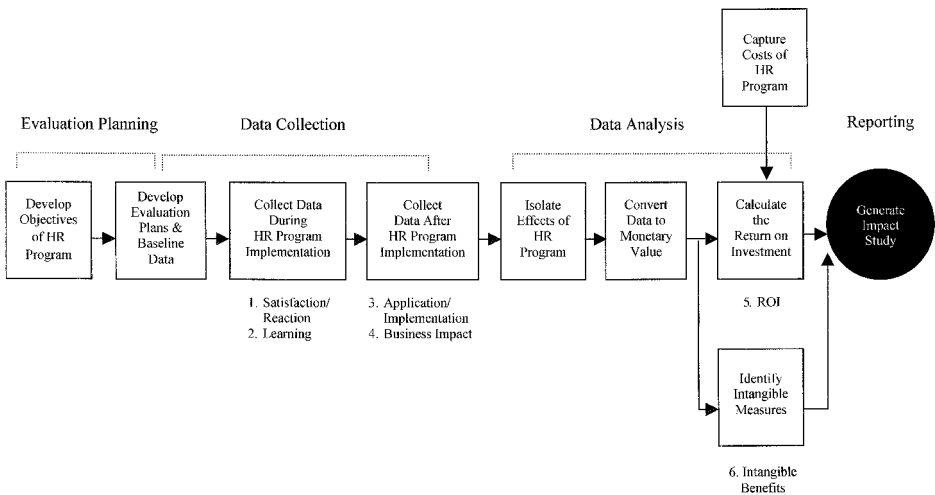 Capture
Costs of
HR
Program
Evaluation Planning
Data Collection
Data Analysis
Reporting
Develop
Objectives
of HR
Program
Develop
Evaluation
Plans &
Baseline
Data
Collect Data
During
HR Program
Implementation
Collect
Data After
HR Program
Implementation
Isolate
Effects of
HR
Program
Convert
Data to
Monetary
Value
Calculate
the
Return on
Investment
Generate
Impact
Study
1. Satisfaction/
Reaction
2. Learning
3. Application/
Implementation
4. Business Impact
5. ROI
Identify
Intangible
Measures
6. Intangible
Benefits